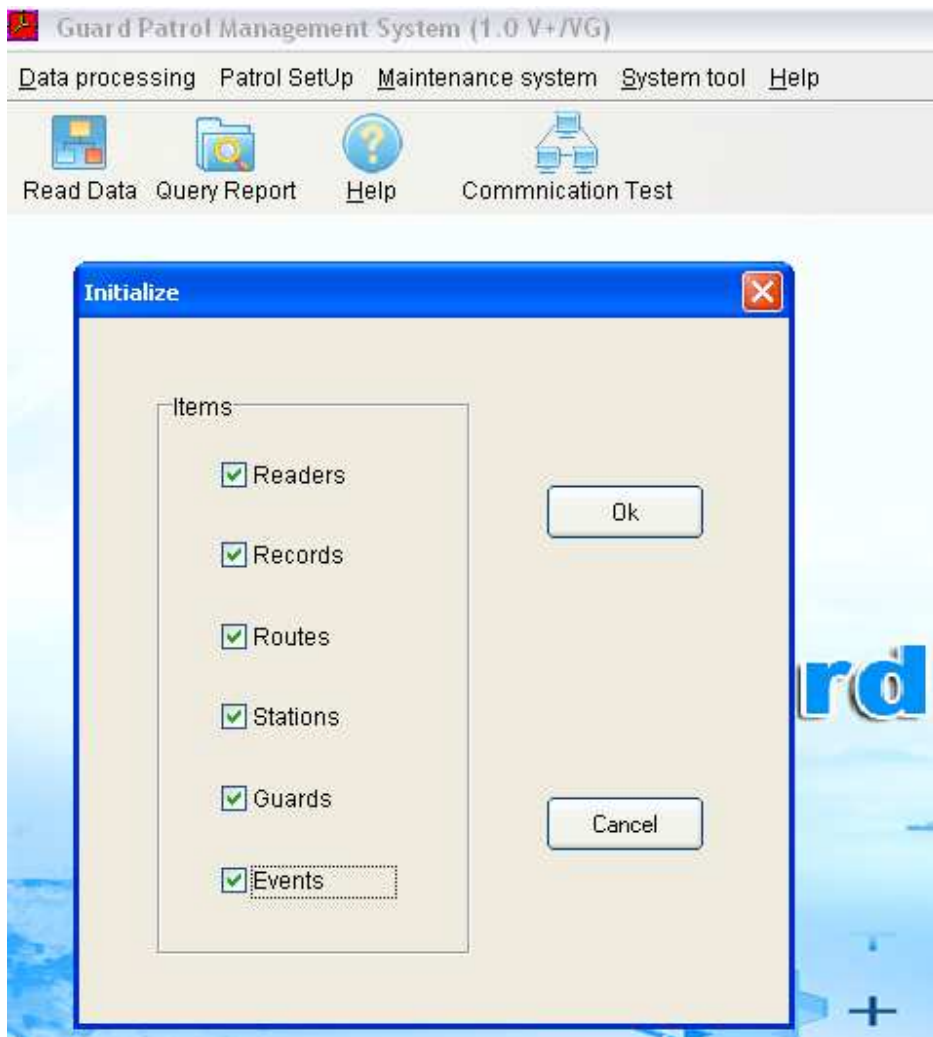 Guard Patrol Management System (1.0 V+/VG)
Data processing Patrol SetUp Maintenance system System tool Help
Read Data Query Report Help Commnication Test
Initialize
Items
Readers
Ok
Records
Routes
rd
Stations
Guards
Cancel
Events